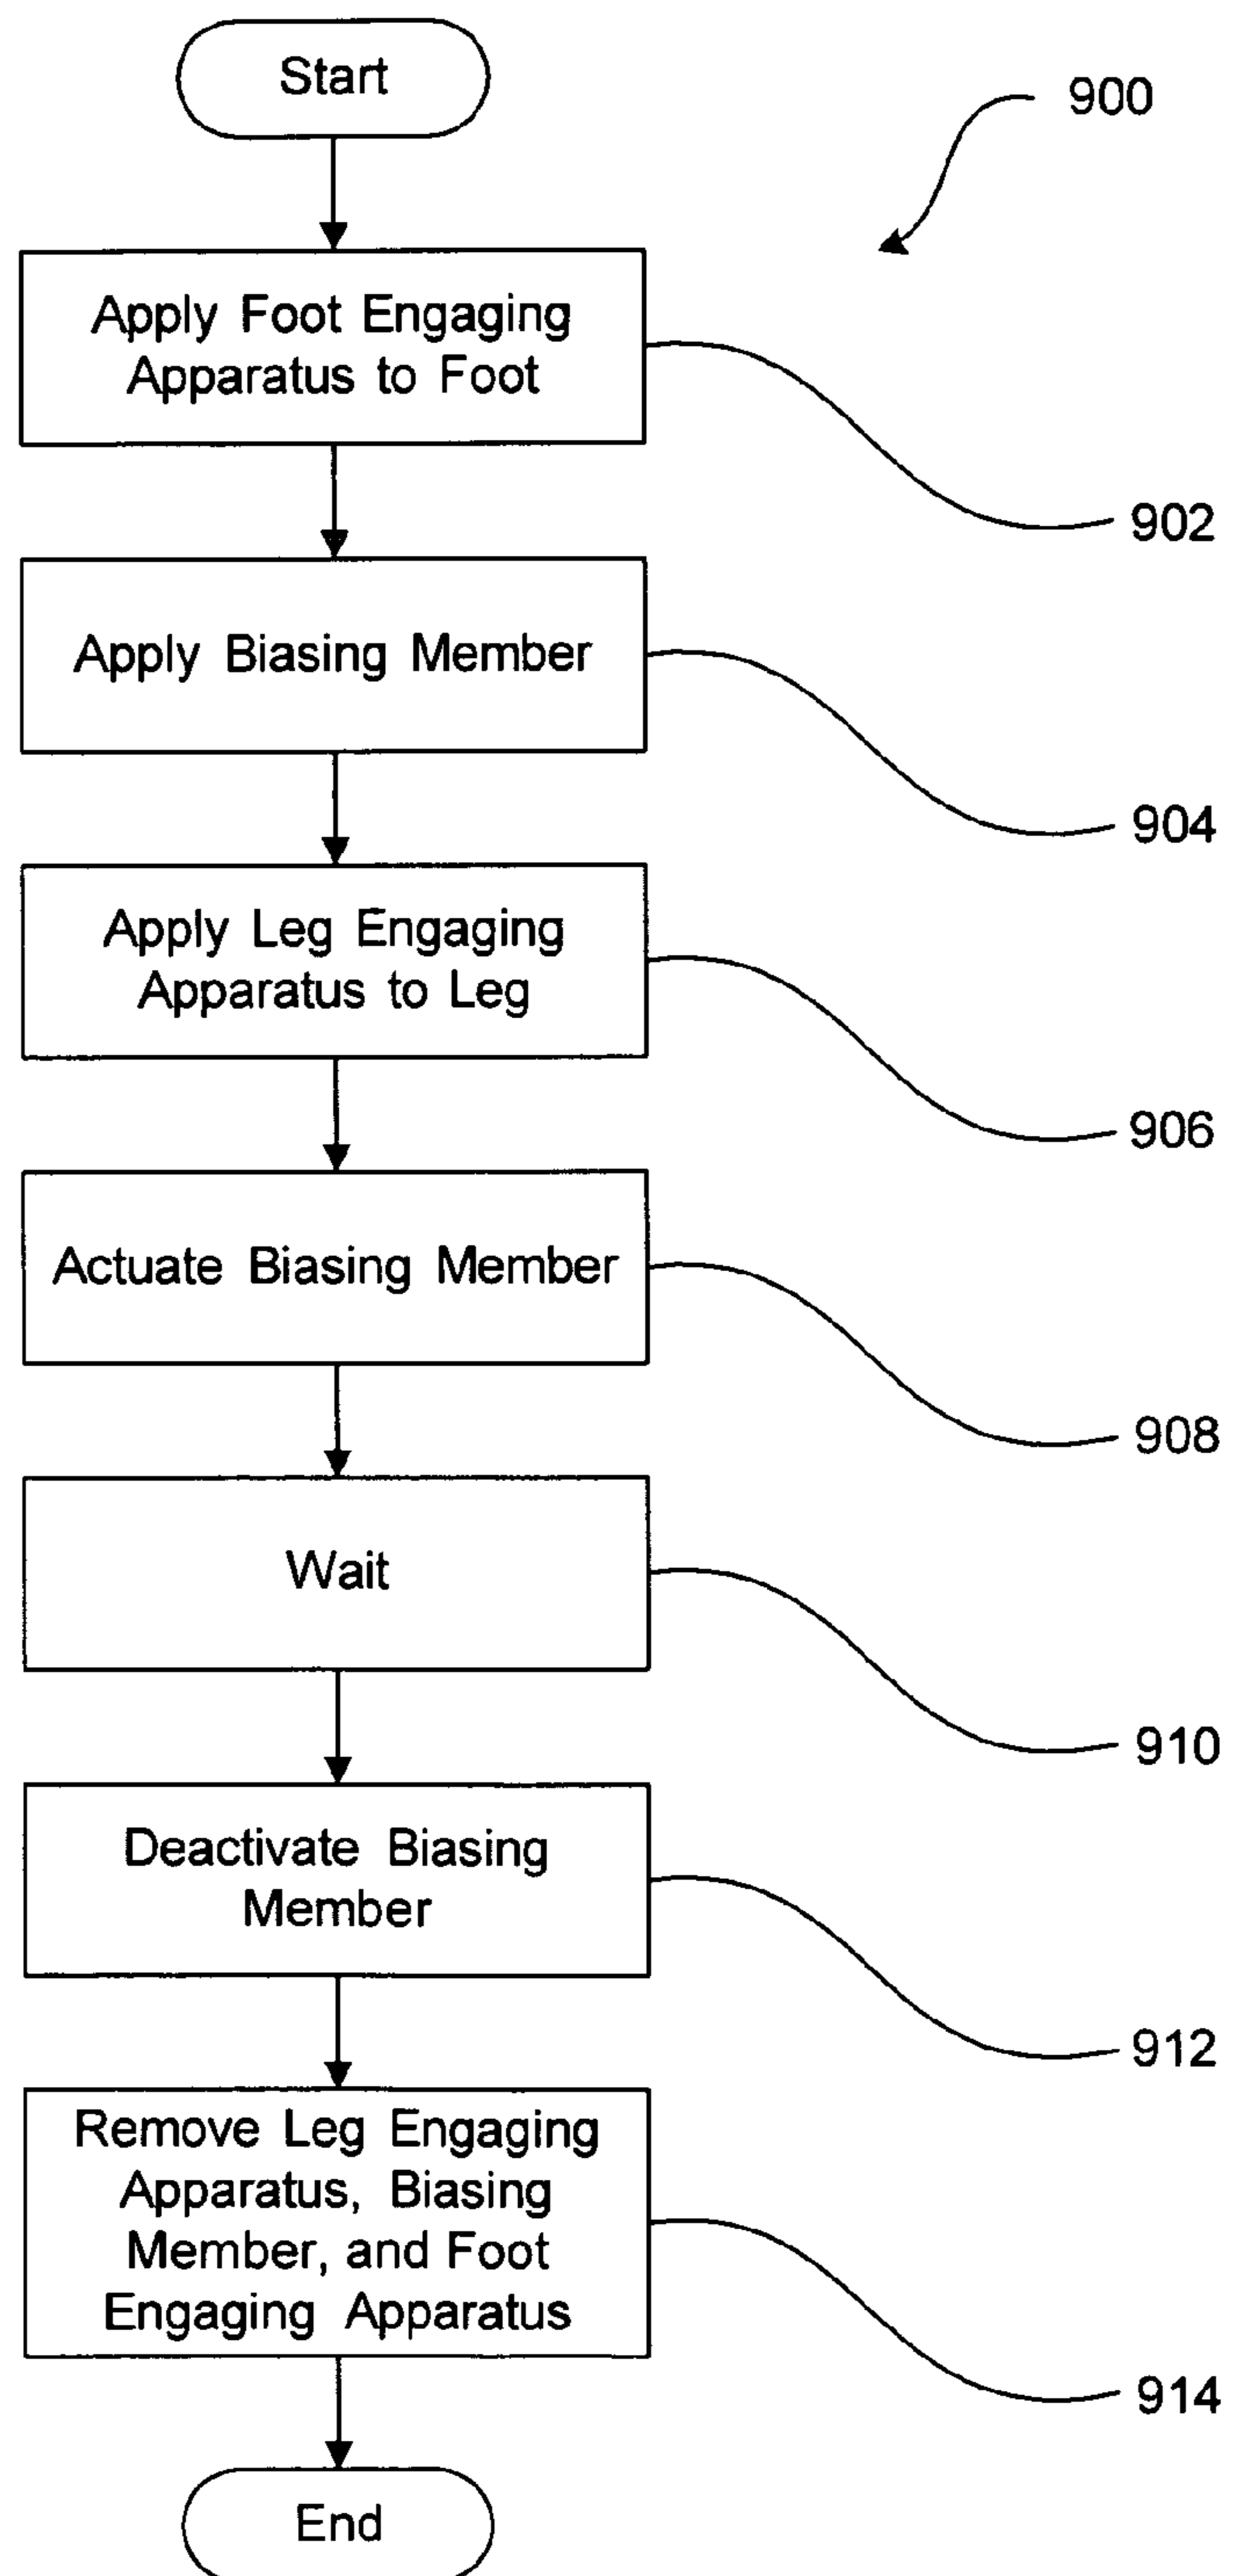 Start
900
Apply Foot Engaging
Apparatus to Foot
902
Apply Biasing Member
904
Apply Leg Engaging
Apparatus to Leg
906
Actuate Biasing Member
908
Wait
910
Deactivate Biasing
Member
912
Remove Leg Engaging
Apparatus, Biasing
Member, and Foot
Engaging Apparatus
914
End